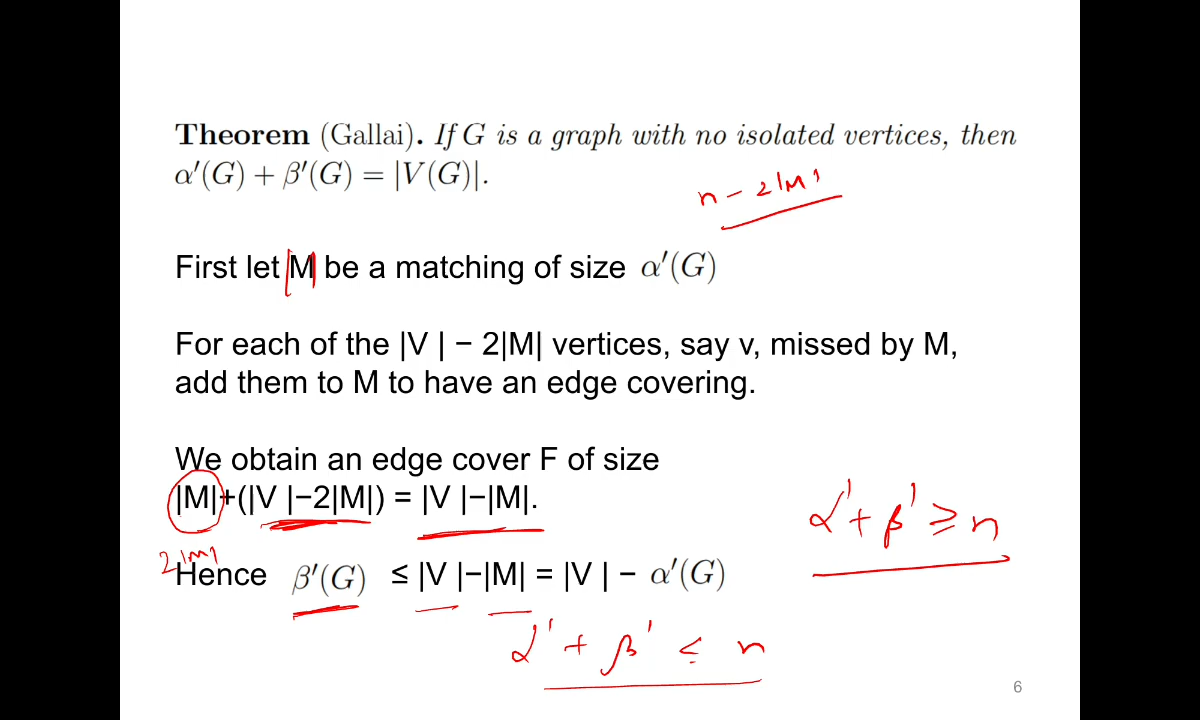 Theorem (Gallai). If G is a graph with no isolated vertices, then
α′(G) + β′(G) = |V(G)|.
n − 2|M|
First let |M| be a matching of size α′(G)
For each of the |V | − 2|M| vertices, say v, missed by M,
add them to M to have an edge covering.
We obtain an edge cover F of size
|M|+(|V |−2|M|) = |V |−|M|.
α′ + β′ ≥ n
2|M|
Hence β′(G) ≤ |V |−|M| = |V | − α′(G)
α′ + β′ ≤ n
6